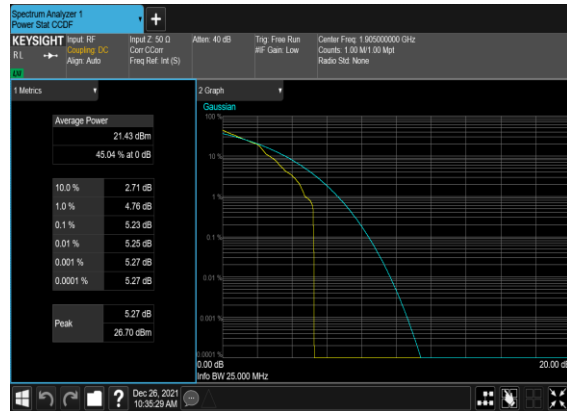 Spectrum Analyzer 1
Power Stat CCDF
KEYSIGHT
Input: RF
Coupling: DC
Align: Auto
Input Z: 50 Ω
Corr CCorr
Freq Ref: Int (S)
Atten: 40 dB
Trig: Free Run
#IF Gain: Low
Center Freq: 1.905000000 GHz
Counts: 1.00 M/1.00 Mpt
Radio Std: None
R L
1 Metrics
Average Power
21.43 dBm
45.04 % at 0 dB
10.0 % 2.71 dB
1.0 % 4.76 dB
0.1 % 5.23 dB
0.01 % 5.25 dB
0.001 % 5.27 dB
0.0001 % 5.27 dB
Peak
5.27 dB
26.70 dBm
2 Graph
Gaussian
100 %
10 %
1 %
0.1 %
0.01 %
0.001 %
0.0001 %
0.00 dB
20.00 dB
Info BW 25.000 MHz
?
Dec 26, 2021
10:35:29 AM